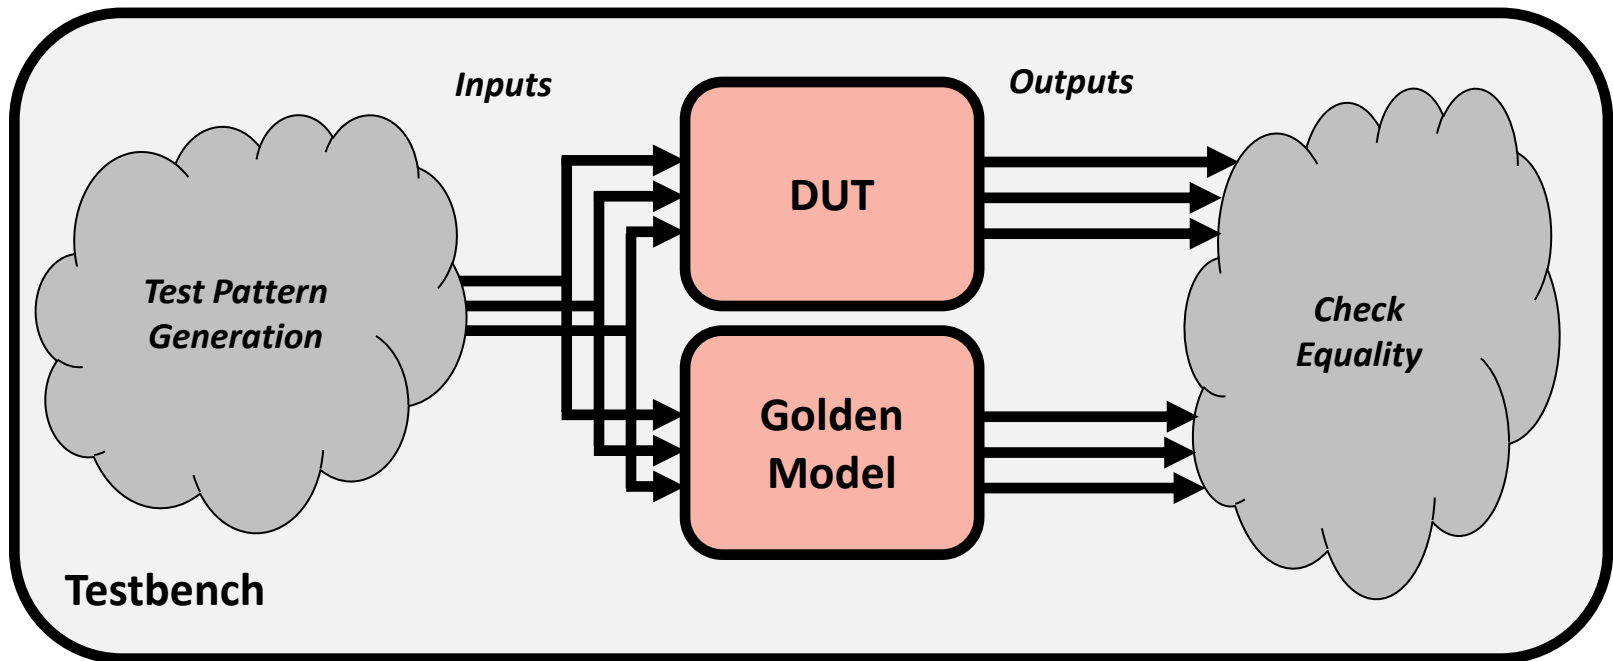 Inputs
Outputs
DUT
Test Pattern
Generation
Check
Equality
Golden
Model
Testbench